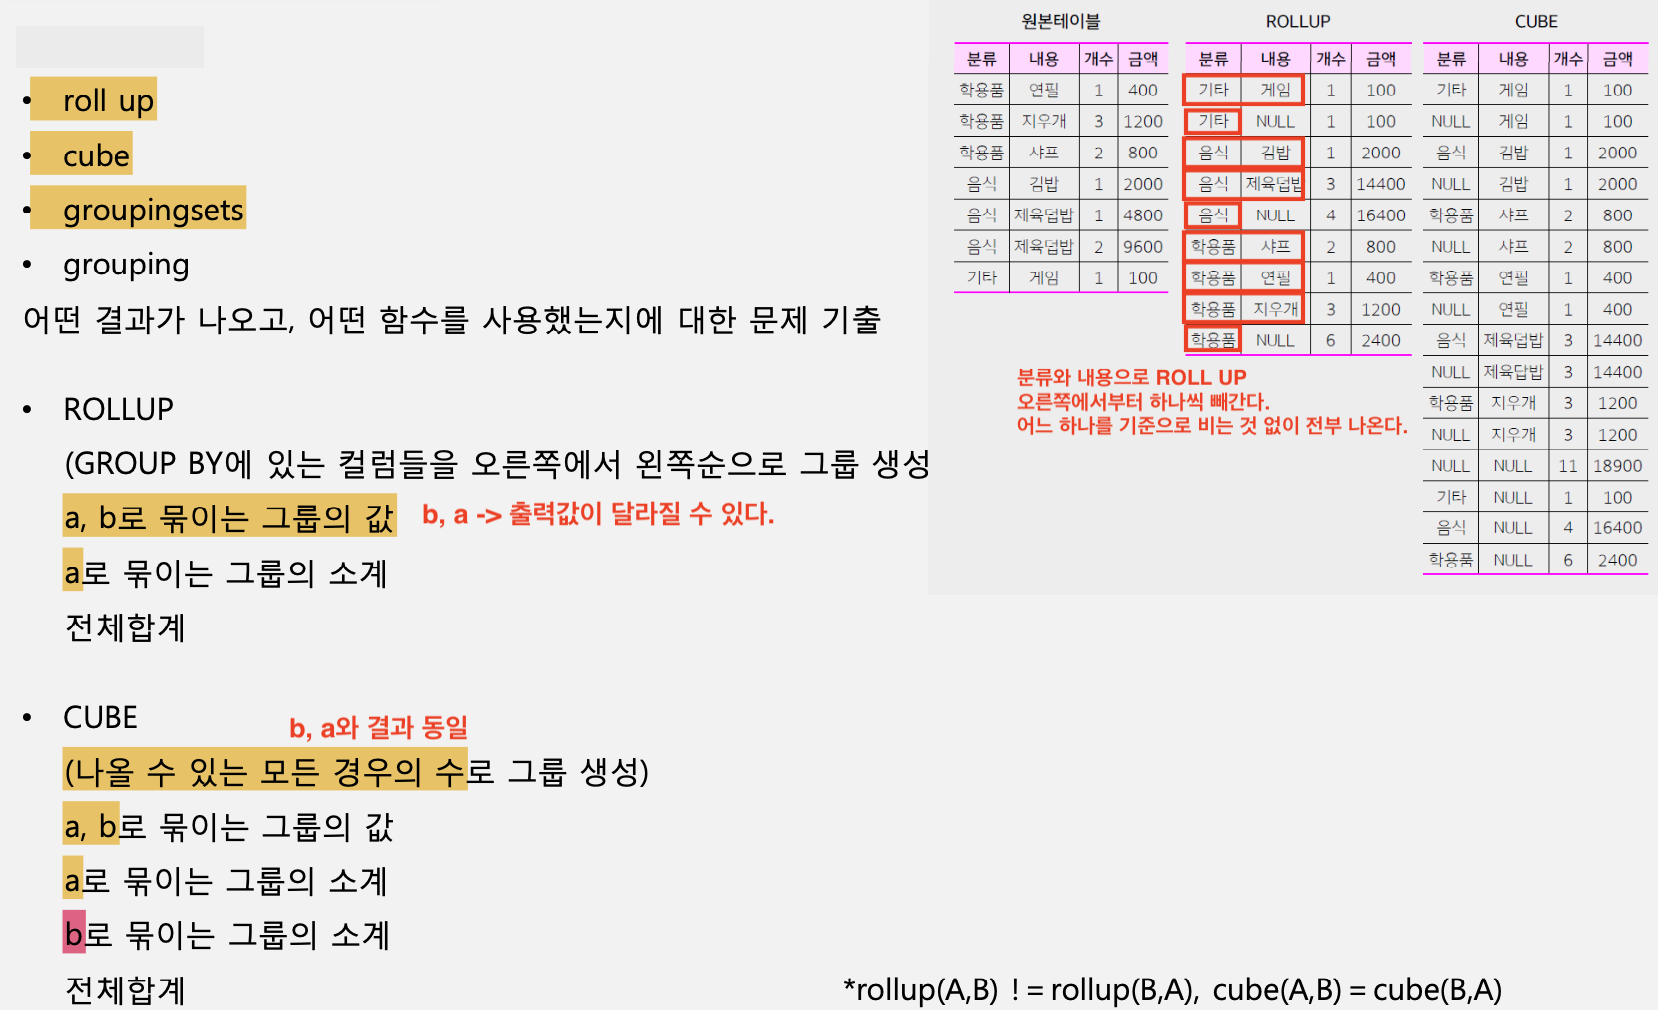 • roll up
• cube
• groupingsets
• grouping
어떤 결과가 나오고, 어떤 함수를 사용했는지에 대한 문제 기출
• ROLLUP
(GROUP BY에 있는 컬럼들을 오른쪽에서 왼쪽순으로 그룹 생성
a, b로 묶이는 그룹의 값 b, a -> 출력값이 달라질 수 있다.
a로 묶이는 그룹의 소계
전체합계
• CUBE
b, a와 결과 동일
(나올 수 있는 모든 경우의 수로 그룹 생성)
a, b로 묶이는 그룹의 값
a로 묶이는 그룹의 소계
b로 묶이는 그룹의 소계
전체합계
원본테이블
분류 내용 개수 금액
학용품 연필 1 400
학용품 지우개 3 1200
학용품 샤프 2 800
음식 김밥 1 2000
음식 제육덥밥 1 4800
음식 제육덥밥 2 9600
기타 게임 1 100
ROLLUP
분류 내용 개수 금액
기타 게임 1 100
기타 NULL 1 100
음식 김밥 1 2000
음식 제육덥밥 3 14400
음식 NULL 4 16400
학용품 샤프 2 800
학용품 연필 1 400
학용품 지우개 3 1200
학용품 NULL 6 2400
분류와 내용으로 ROLL UP
오른쪽에서부터 하나씩 빼간다.
어느 하나를 기준으로 비는 것 없이 전부 나온다.
CUBE
분류 내용 개수 금액
기타 게임 1 100
NULL 게임 1 100
음식 김밥 1 2000
NULL 김밥 1 2000
학용품 샤프 2 800
NULL 샤프 2 800
학용품 연필 1 400
NULL 연필 1 400
음식 제육덥밥 3 14400
NULL 제육답밥 3 14400
학용품 지우개 3 1200
NULL 지우개 3 1200
NULL NULL 11 18900
기타 NULL 1 100
음식 NULL 4 16400
학용품 NULL 6 2400
*rollup(A,B) ! = rollup(B,A), cube(A,B) = cube(B,A)